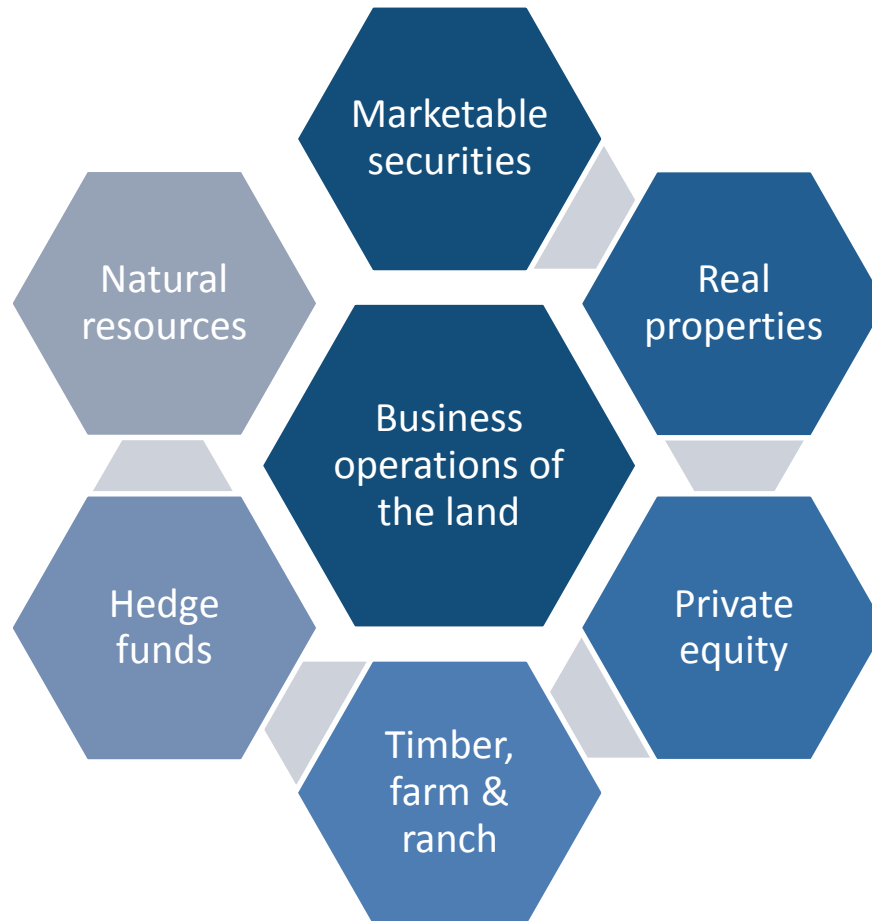 Marketable
securities
Real
properties
Private
equity
Timber,
farm &
ranch
Hedge
funds
Natural
resources
Business
operations of
the land